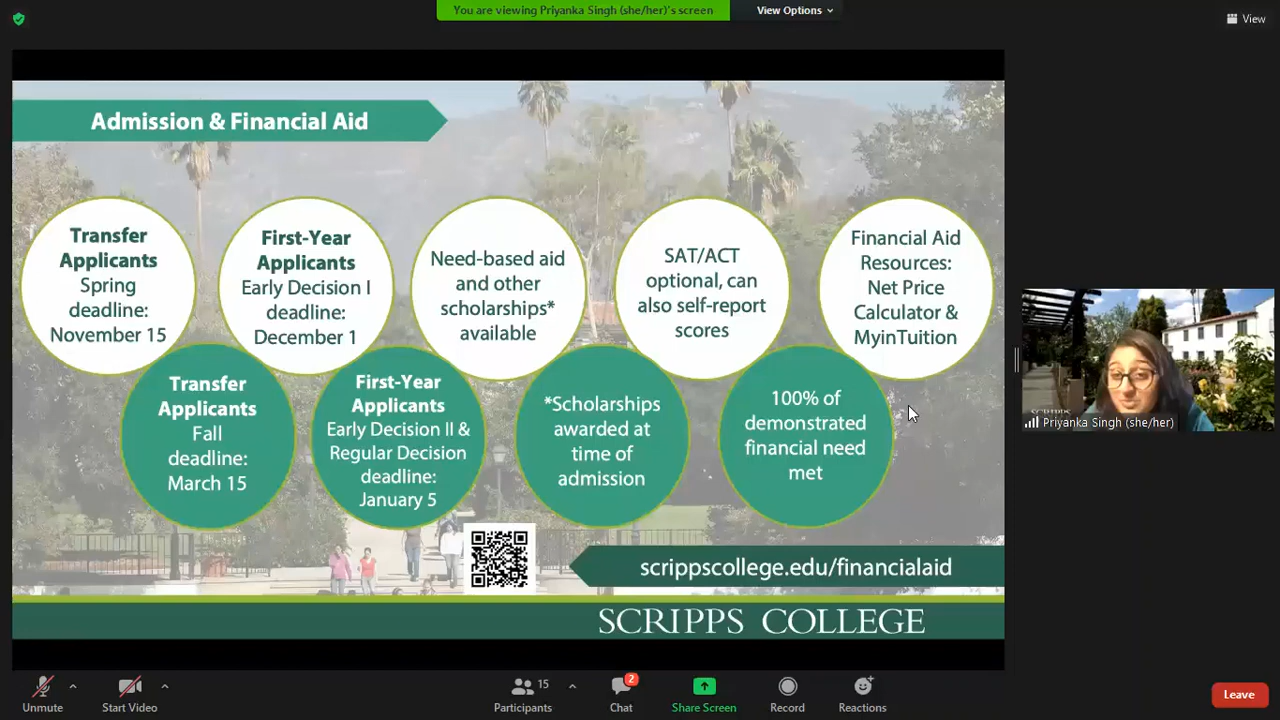 You are viewing Priyanka Singh (she/her)'s screen
View Options
View
Admission & Financial Aid
Transfer
Applicants
Spring
deadline:
November 15
First-Year
Applicants
Early Decision I
deadline:
December 1
Need-based aid
and other
scholarships*
available
SAT/ACT
optional, can
also self-report
scores
Financial Aid
Resources:
Net Price
Calculator &
MyinTuition
Transfer
Applicants
Fall
deadline:
March 15
First-Year
Applicants
Early Decision II &
Regular Decision
deadline:
January 5
*Scholarships
awarded at
time of
admission
100% of
demonstrated
financial need
met
SCRIPPS
Priyanka Singh (she/her)
scrippscollege.edu/financialaid
SCRIPPS COLLEGE
Unmute
Start Video
15
Participants
2
Chat
Share Screen
Record
Reactions
Leave